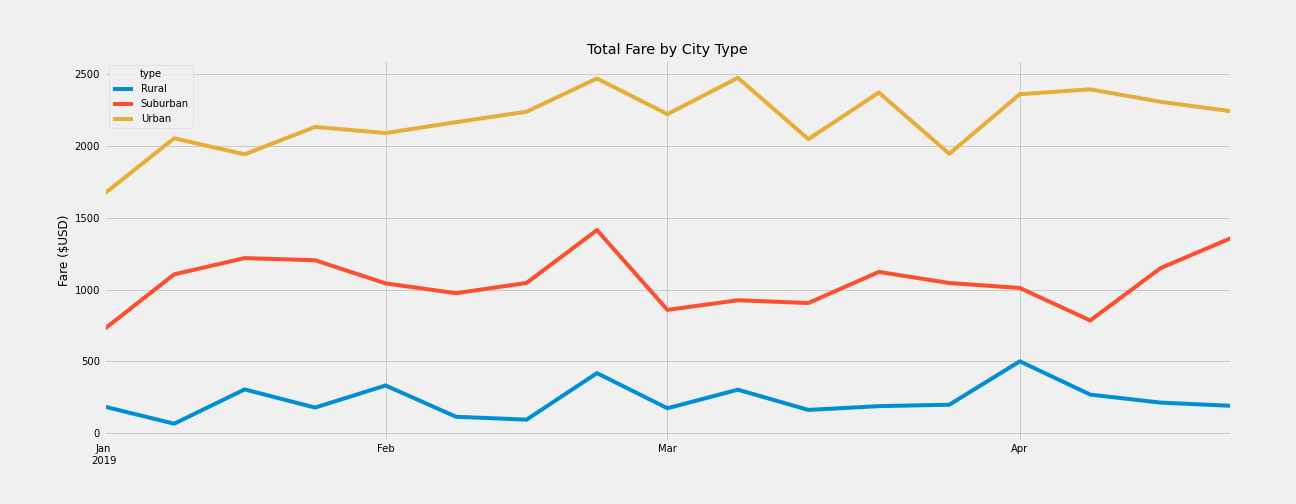 Total Fare by City Type
type
Rural
Suburban
Urban
Fare ($USD)
2500
2000
1500
1000
500
0
Jan
2019
Feb
Mar
Apr